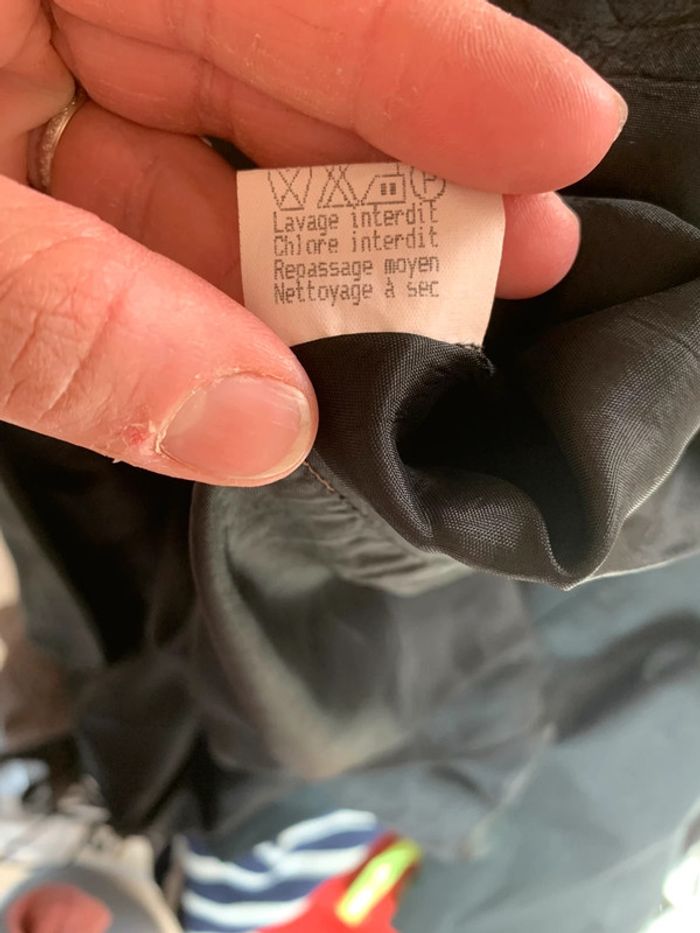 P
Lavage interdit
Chlore interdit
Repassage moyen
Nettoyage à sec